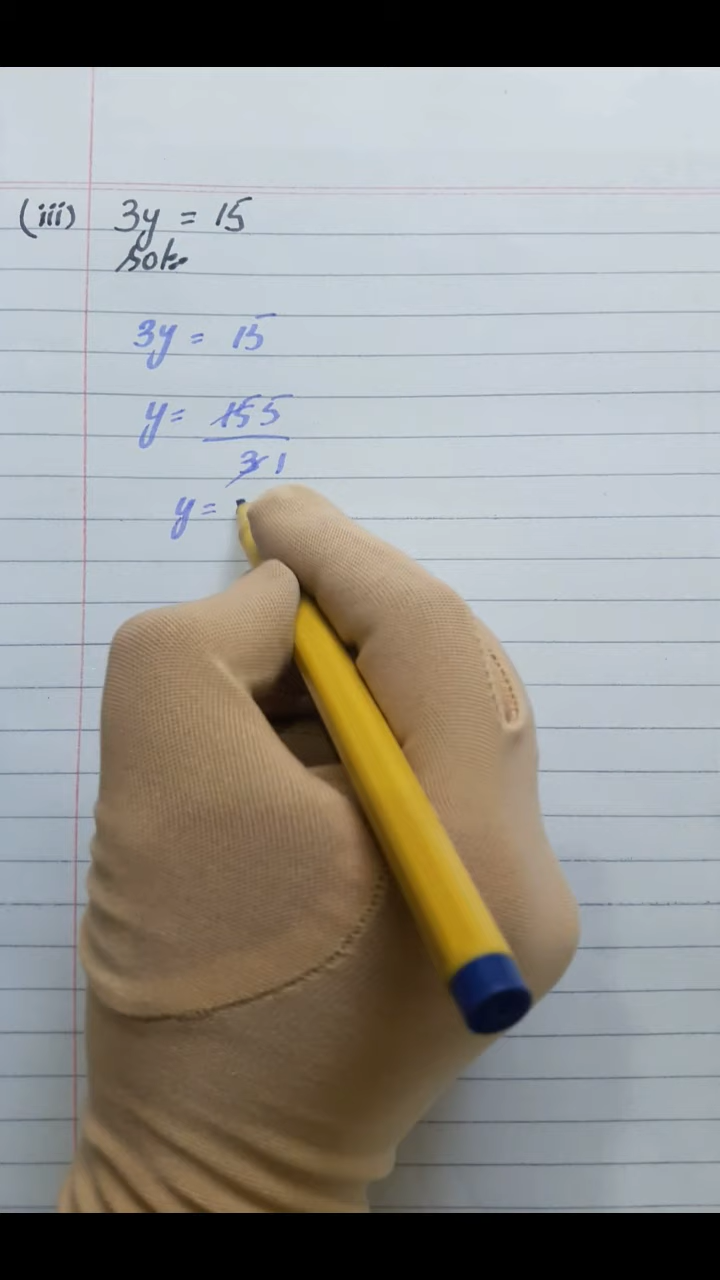 (iii) 3y = 15
Sol:
3y = 15
y = 15 5
3 1
y =